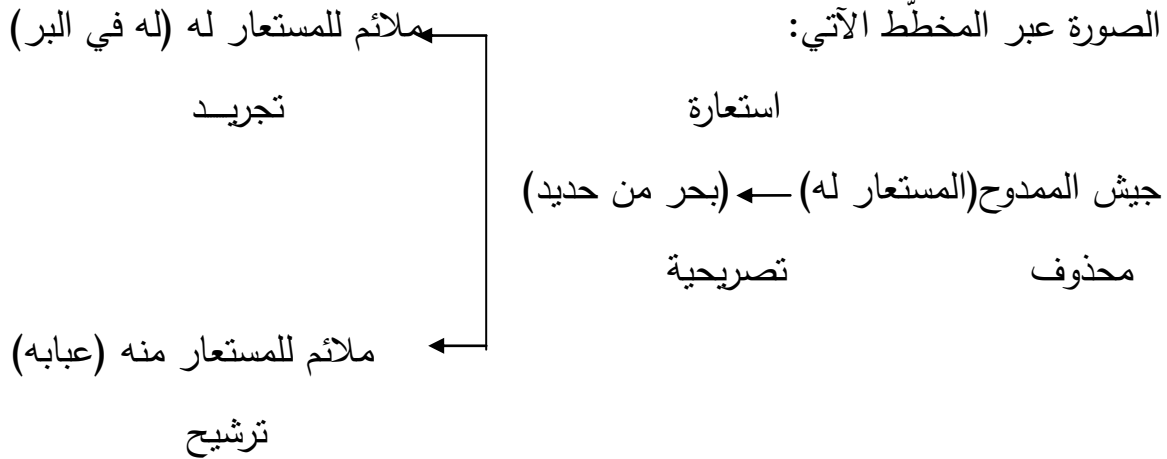 الصورة عبر المخطّط الآتي:
ملائم للمستعار له (له في البر)
استعارة
تجريــد
جيش الممدوح(المستعار له) (بحر من حديد)
محذوف تصريحية
ملائم للمستعار منه (عبابه)
ترشيح